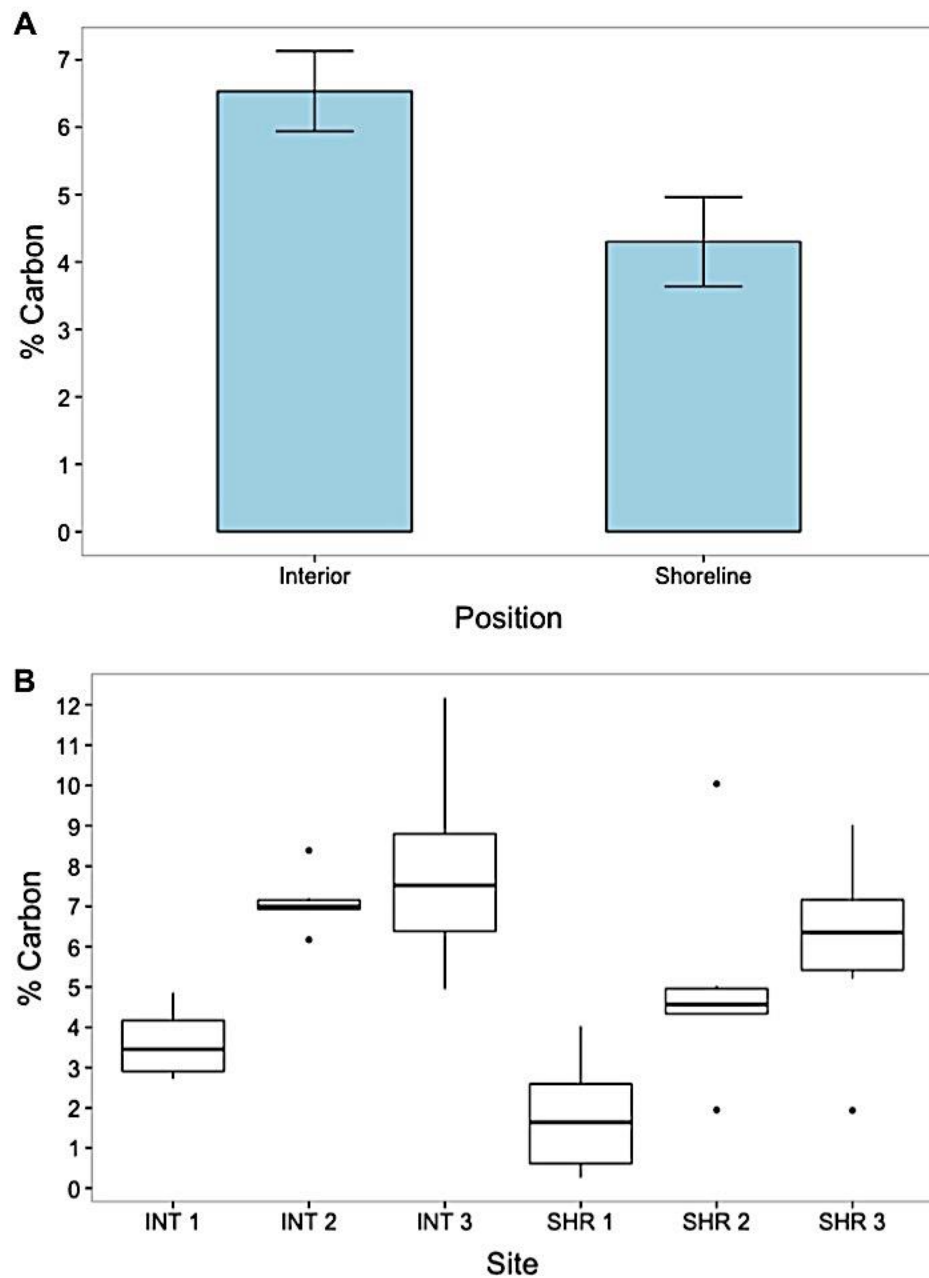 A
7
6
5
4
3
2
1
0
% Carbon
Interior Shoreline
Position
B
12
11
10
9
8
7
6
5
4
3
2
1
0
% Carbon
INT 1 INT 2 INT 3 SHR 1 SHR 2 SHR 3
Site